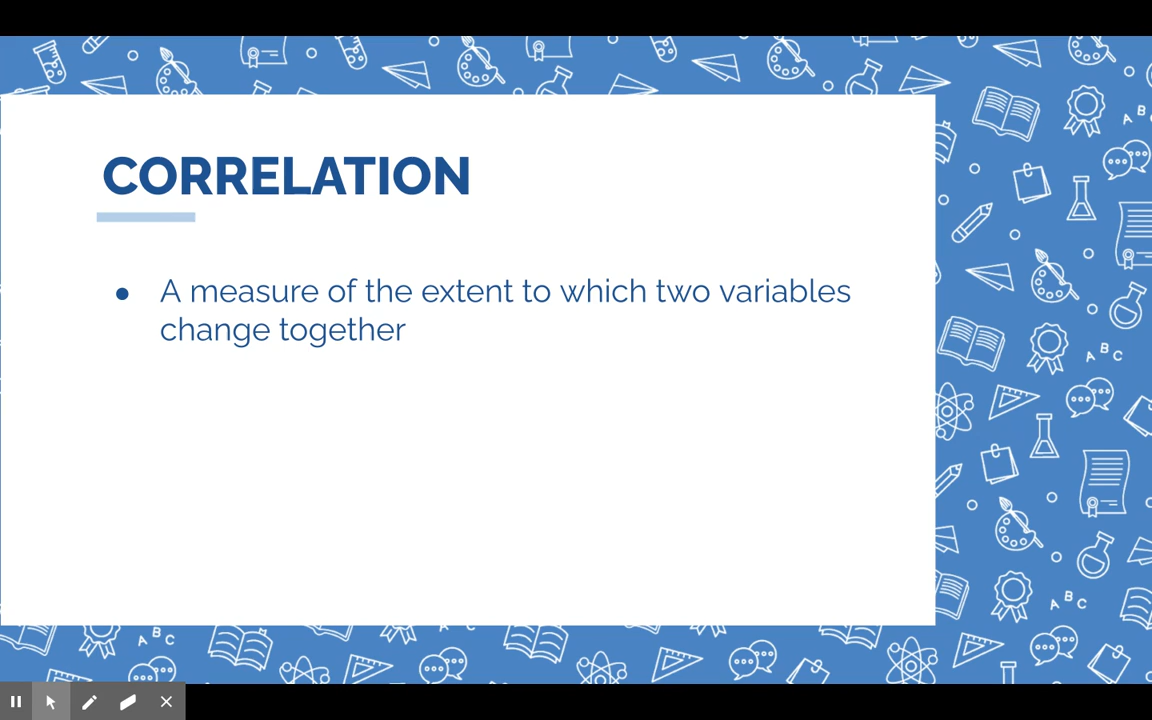 CORRELATION
● A measure of the extent to which two variables
change together
A B C
A B C
A B C
A B C